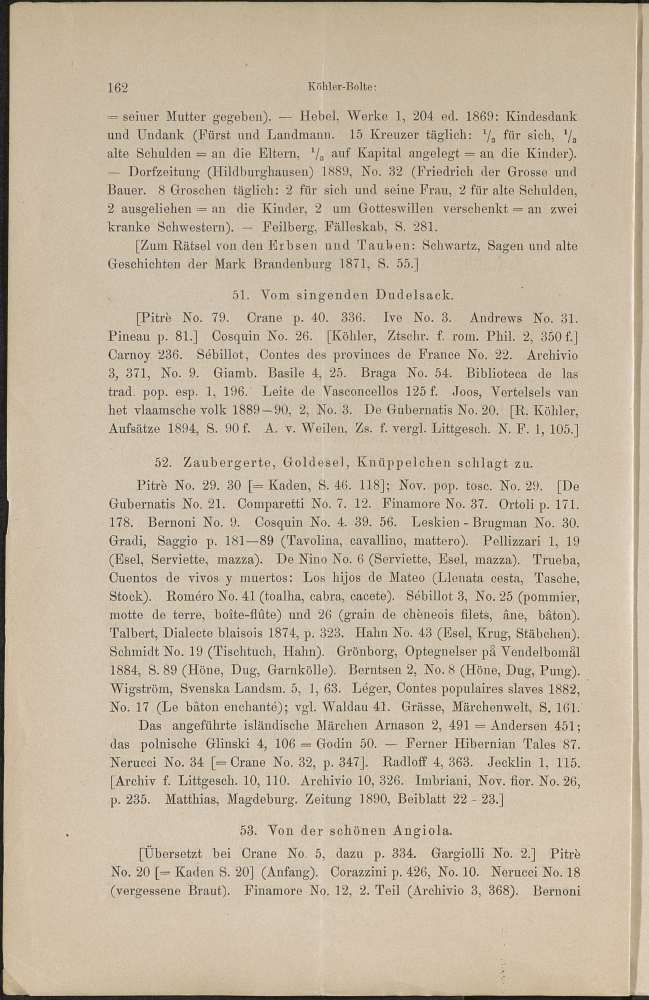 162
Köhler-Bolte:
= seiner Mutter gegeben). — Hebel, Werke 1, 204 ed. 1869: Kindesdank
und Undank (Fürst und Landmann. 15 Kreuzer täglich: ¹/₃ für sich, ¹/₃
alte Schulden = an die Eltern, ¹/₃ auf Kapital angelegt = an die Kinder).
— Dorfzeitung (Hildburghausen) 1889, No. 32 (Friedrich der Grosse und
Bauer. 8 Groschen täglich: 2 für sich und seine Frau, 2 für alte Schulden,
2 ausgeliehen = an die Kinder, 2 um Gotteswillen verschenkt = an zwei
kranke Schwestern). — Feilberg, Fälleskab, S. 281.
[Zum Rätsel von den Erbsen und Tauben: Schwartz, Sagen und alte
Geschichten der Mark Brandenburg 1871, S. 55.]
51. Vom singenden Dudelsack.
[Pitrè No. 79. Crane p. 40. 336. Ive No. 3. Andrews No. 31.
Pineau p. 81.] Cosquin No. 26. [Köhler, Ztschr. f. rom. Phil. 2, 350 f.]
Carnoy 236. Sébillot, Contes des provinces de France No. 22. Archivio
3, 371, No. 9. Giamb. Basile 4, 25. Braga No. 54. Biblioteca de las
trad. pop. esp. 1, 196. Leite de Vasconcellos 125 f. Joos, Vertelsels van
het vlaamsche volk 1889–90, 2, No. 3. De Gubernatis No. 20. [R. Köhler,
Aufsätze 1894, S. 90 f. A. v. Weilen, Zs. f. vergl. Littgesch. N. F. 1, 105.]
52. Zaubergerte, Goldesel, Knüppelchen schlagt zu.
Pitrè No. 29. 30 [= Kaden, S. 46. 118]; Nov. pop. tosc. No. 29. [De
Gubernatis No. 21. Comparetti No. 7. 12. Finamore No. 37. Ortoli p. 171.
178. Bernoni No. 9. Cosquin No. 4. 39. 56. Leskien-Brugman No. 30.
Gradi, Saggio p. 181—89 (Tavolina, cavallino, mattero). Pellizzari 1, 19
(Esel, Serviette, mazza). De Nino No. 6 (Serviette, Esel, mazza). Trueba,
Cuentos de vivos y muertos: Los hijos de Mateo (Llenata cesta, Tasche,
Stock). Roméro No. 41 (toalha, cabra, cacete). Sébillot 3, No. 25 (pommier,
motte de terre, boîte-flûte) und 26 (grain de chèneois filets, âne, bâton).
Talbert, Dialecte blaisois 1874, p. 323. Hahn No. 43 (Esel, Krug, Stäbchen).
Schmidt No. 19 (Tischtuch, Hahn). Grönborg, Optegnelser på Vendelbomål
1884, S. 89 (Höne, Dug, Garnkölle). Berntsen 2, No. 8 (Höne, Dug, Pung).
Wigström, Svenska Landsm. 5, 1, 63. Léger, Contes populaires slaves 1882,
No. 17 (Le bâton enchanté); vgl. Waldau 41. Grässe, Märchenwelt, S. 161.
Das angeführte isländische Märchen Arnason 2, 491 = Andersen 451;
das polnische Glinski 4, 106 = Godin 50. — Ferner Hibernian Tales 87.
Nerucci No. 34 [= Crane No. 32, p. 347]. Radloff 4, 363. Jecklin 1, 115.
[Archiv f. Littgesch. 10, 110. Archivio 10, 326. Imbriani, Nov. fior. No. 26,
p. 235. Matthias, Magdeburg. Zeitung 1890, Beiblatt 22 - 23.]
53. Von der schönen Angiola.
[Übersetzt bei Crane No. 5, dazu p. 334. Gargiolli No. 2.] Pitrè
No. 20 [= Kaden S. 20] (Anfang). Corazzini p. 426, No. 10. Nerucci No. 18
(vergessene Braut). Finamore No. 12, 2. Teil (Archivio 3, 368). Bernoni